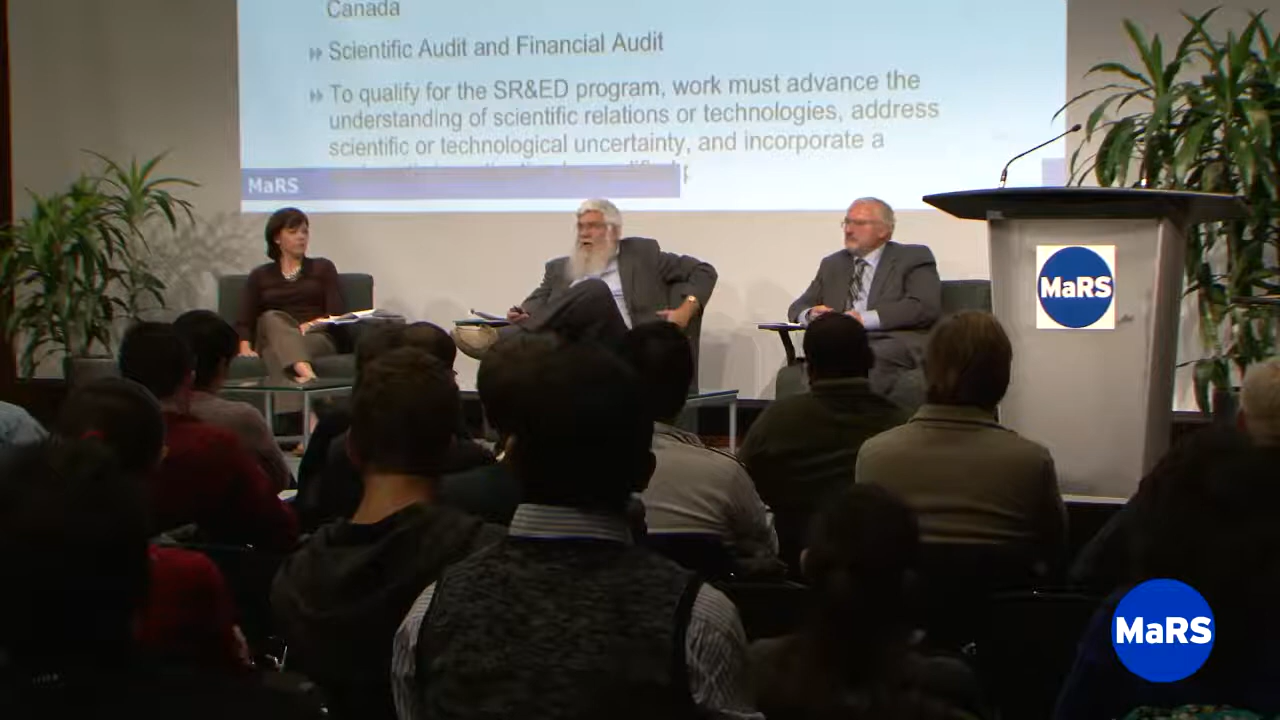 Canada
Scientific Audit and Financial Audit
To qualify for the SR&ED program, work must advance the
understanding of scientific relations or technologies, address
scientific or technological uncertainty, and incorporate a
MaRS
MaRS
MaRS